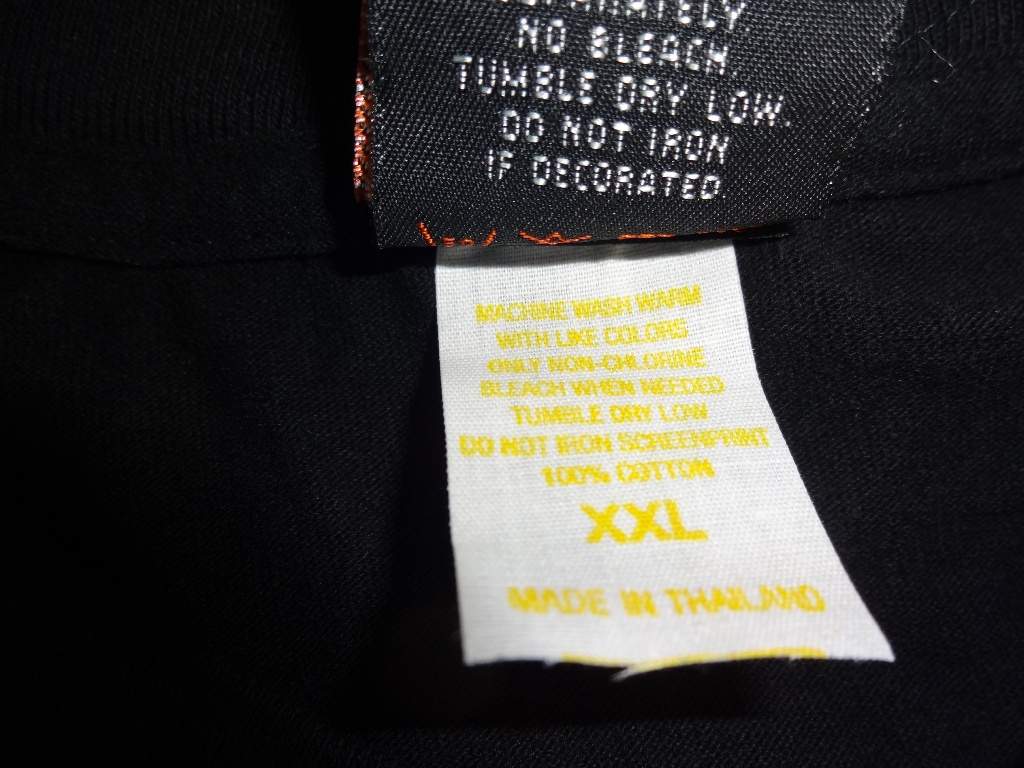 NO BLEACH.
TUMBLE DRY LOW.
DO NOT IRON
IF DECORATED.
MACHINE WASH WARM
WITH LIKE COLORS
ONLY NON-CHLORINE
BLEACH WHEN NEEDED
TUMBLE DRY LOW
DO NOT IRON SCREENPRINT
100% COTTON
XXL
MADE IN THAILAND